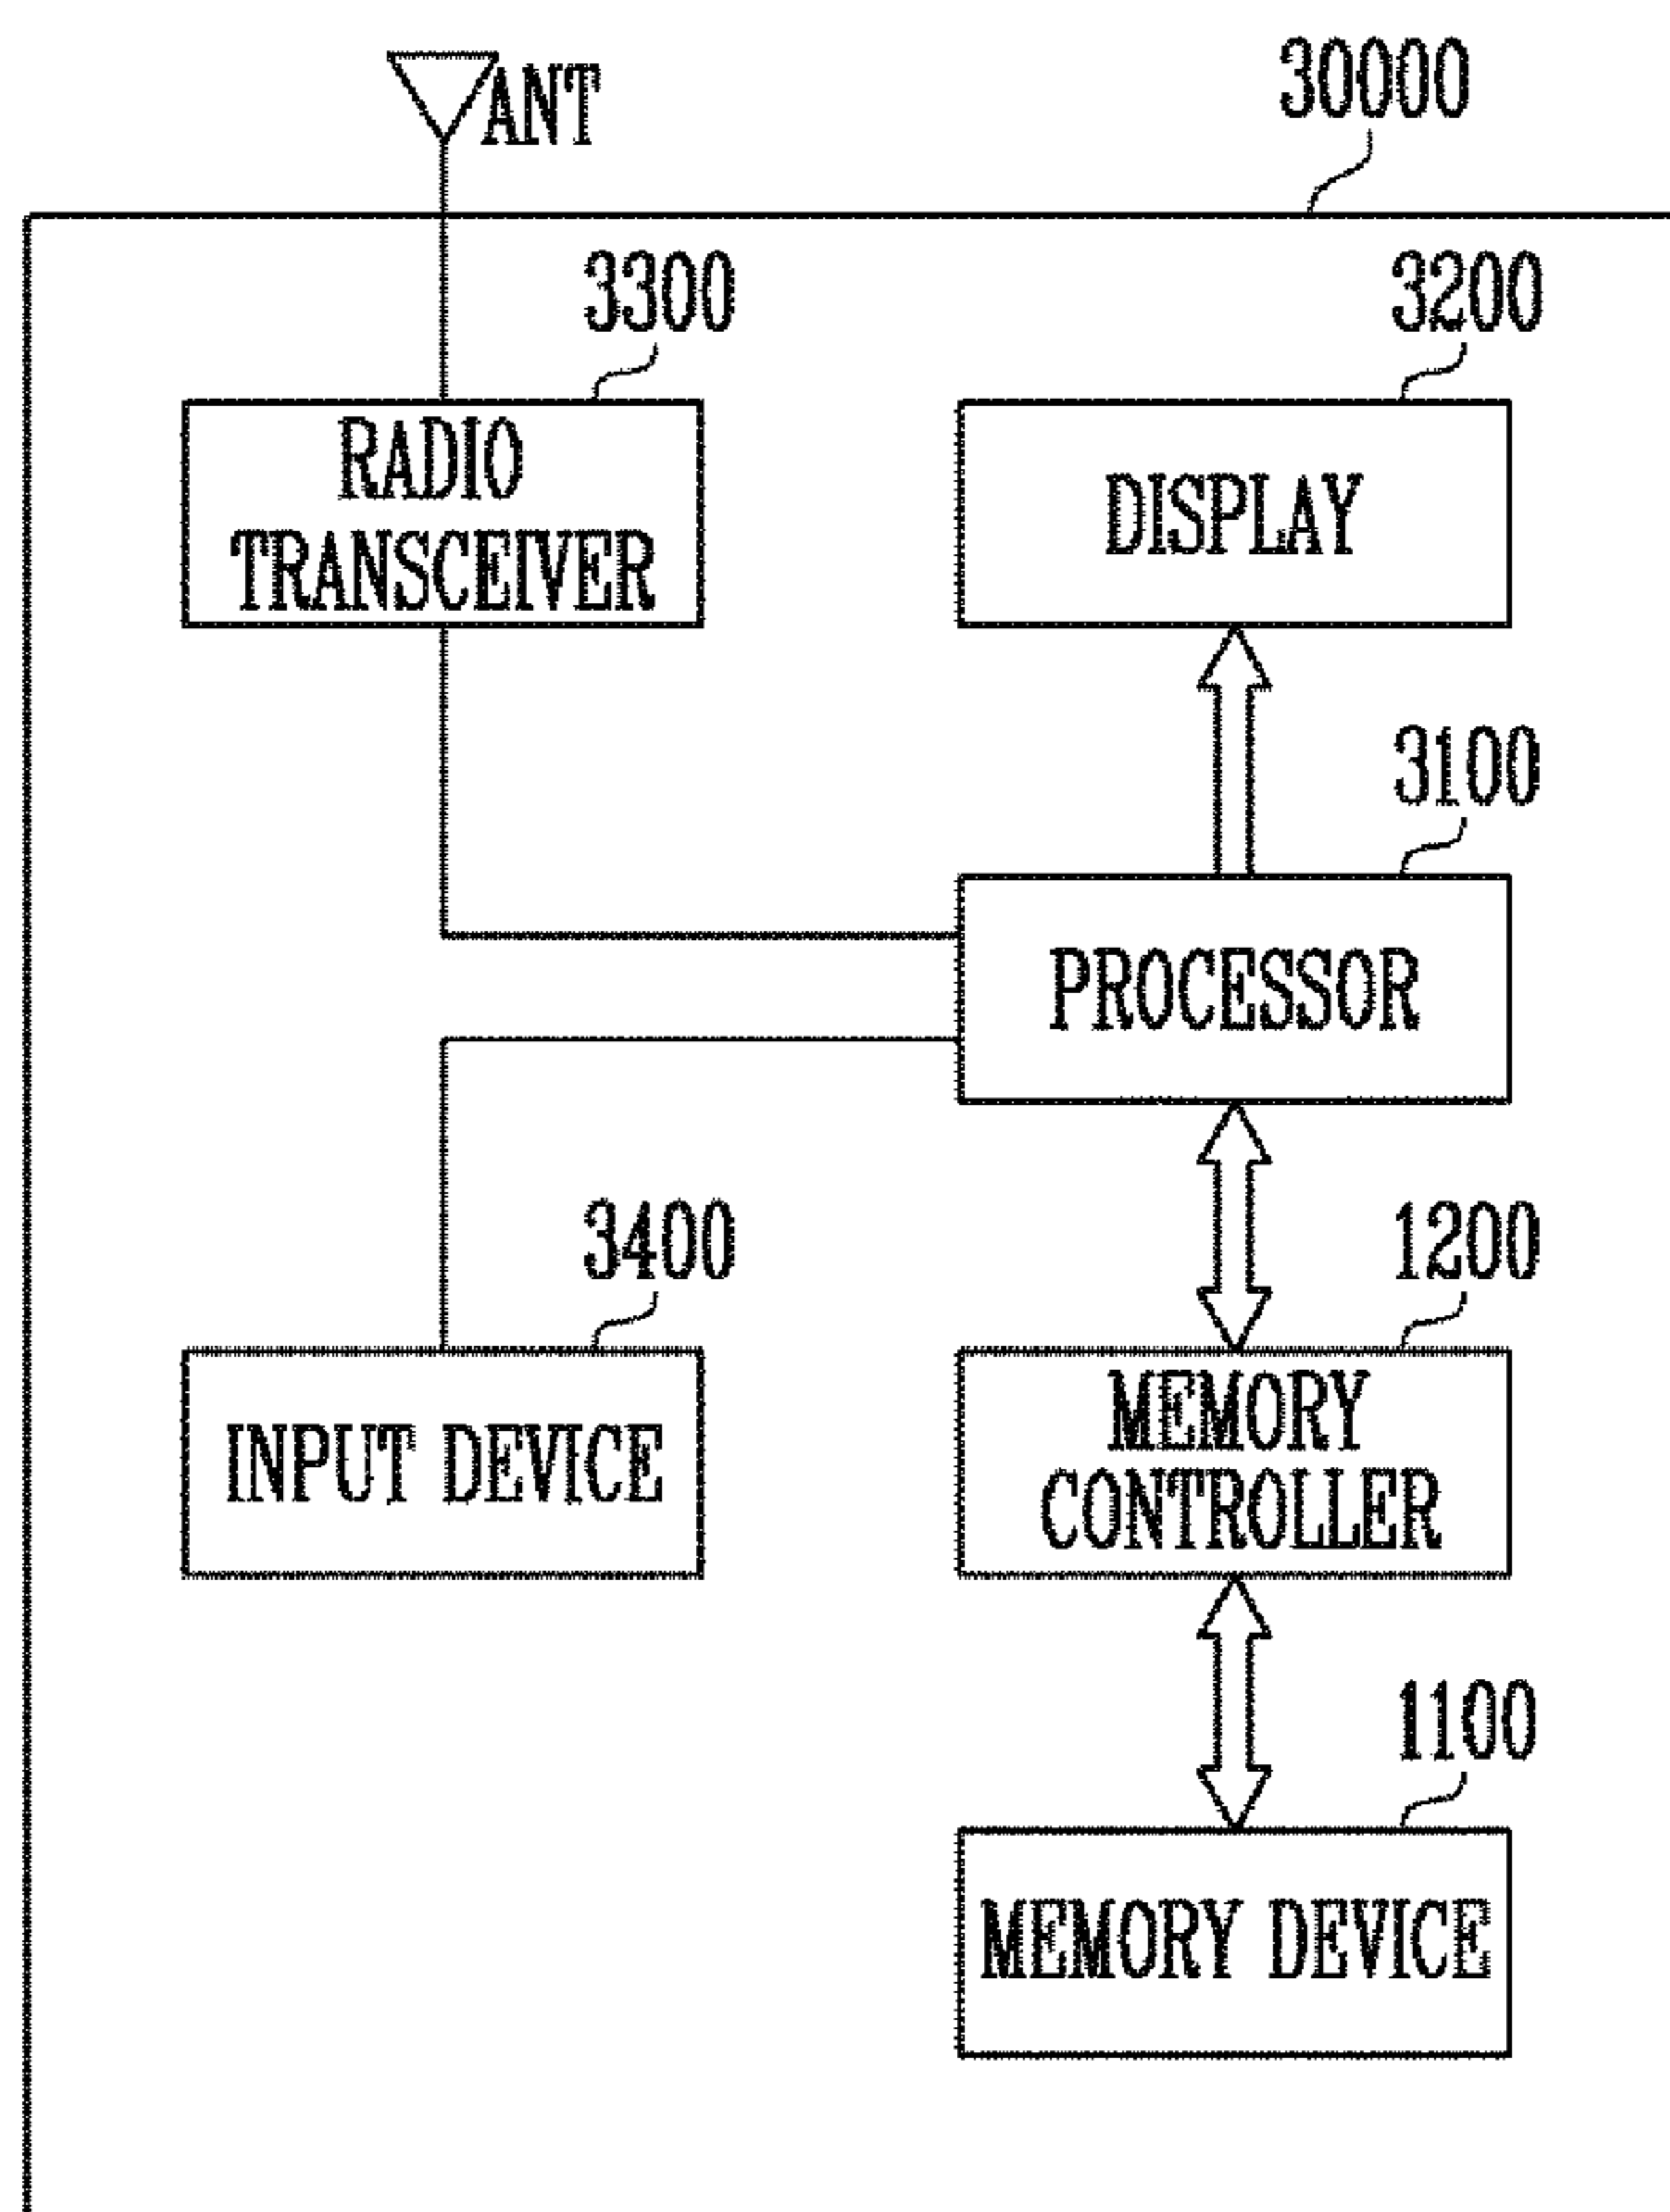 ANT
30000
3300
3200
RADIO
TRANSCEIVER
DISPLAY
3100
PROCESSOR
3400
1200
INPUT DEVICE
MEMORY
CONTROLLER
1100
MEMORY DEVICE